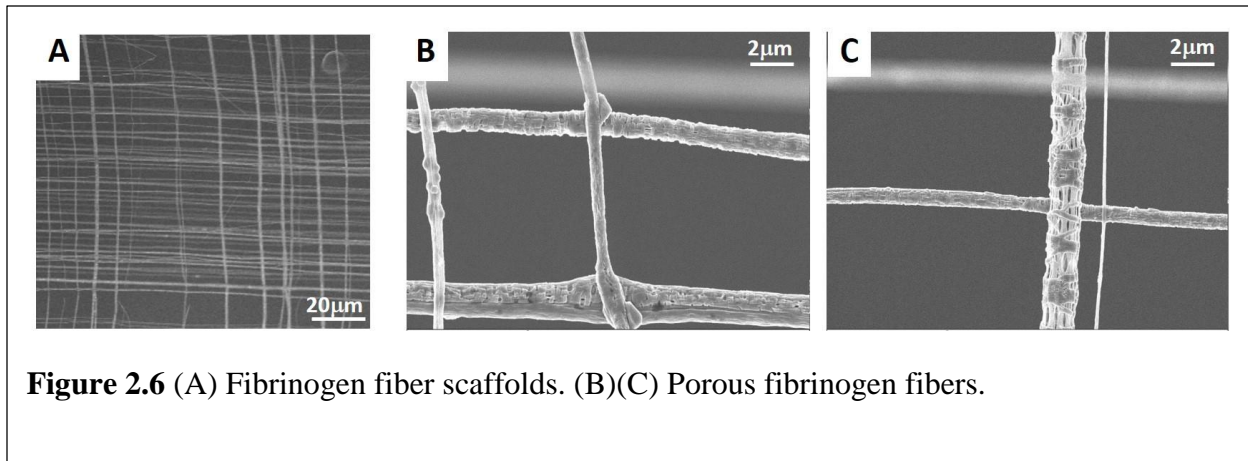 A
B
C
20μm
2μm
2μm
Figure 2.6 (A) Fibrinogen fiber scaffolds. (B)(C) Porous fibrinogen fibers.